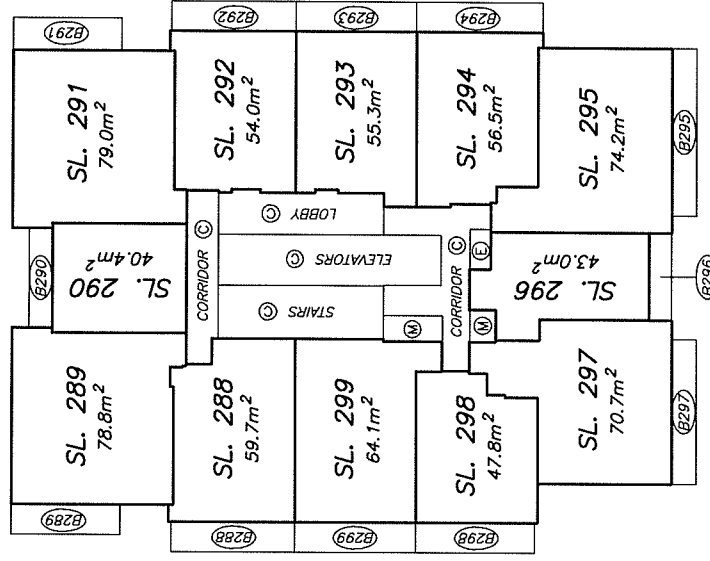 B291
B292
B293
B294
SL. 291
79.0m²
SL. 292
54.0m²
SL. 293
55.3m²
SL. 294
56.5m²
SL. 295
74.2m²
B295
B290
SL. 290
40.4m²
CORRIDOR C
LOBBY C
ELEVATORS C
STAIRS C
M
CORRIDOR C
E
M
SL. 296
43.0m²
B296
SL. 289
78.8m²
SL. 288
59.7m²
SL. 299
64.1m²
SL. 298
47.8m²
SL. 297
70.7m²
B297
B289
B288
B299
B298